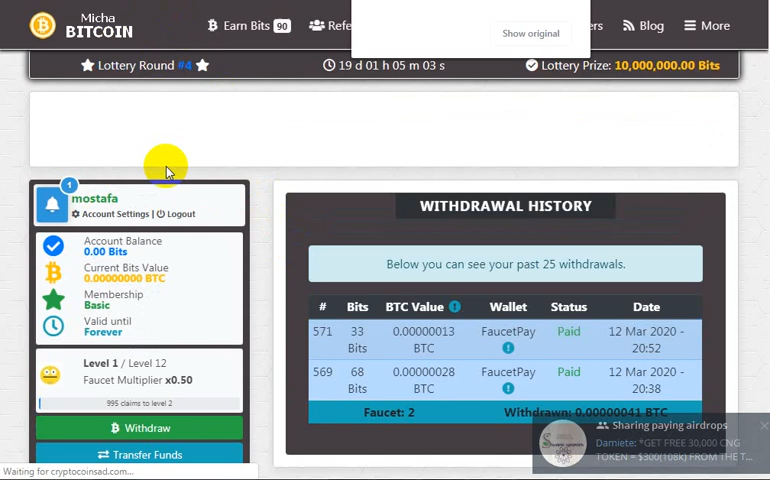 Micha
BITCOIN
Earn Bits 90
Refe
Show original
ers
Blog
More
Lottery Round #4
19 d 01 h 05 m 03 s
Lottery Prize: 10,000,000.00 Bits
1
mostafa
Account Settings | Logout
Account Balance
0.00 Bits
Current Bits Value
0.00000000 BTC
Membership
Basic
Valid until
Forever
Level 1 / Level 12
Faucet Multiplier x0.50
995 claims to level 2
Withdraw
Transfer Funds
WITHDRAWAL HISTORY
Below you can see your past 25 withdrawals.
# Bits BTC Value Wallet Status Date
571 33 Bits 0.00000013 BTC FaucetPay Paid 12 Mar 2020 - 20:52
569 68 Bits 0.00000028 BTC FaucetPay Paid 12 Mar 2020 - 20:38
Faucet: 2 Withdrawn: 0.00000041 BTC
Sharing paying airdrops
Damiete: *GET FREE 30,000 CNG
TOKEN = $300(108k) FROM THE T...
Waiting for cryptocoinsad.com...